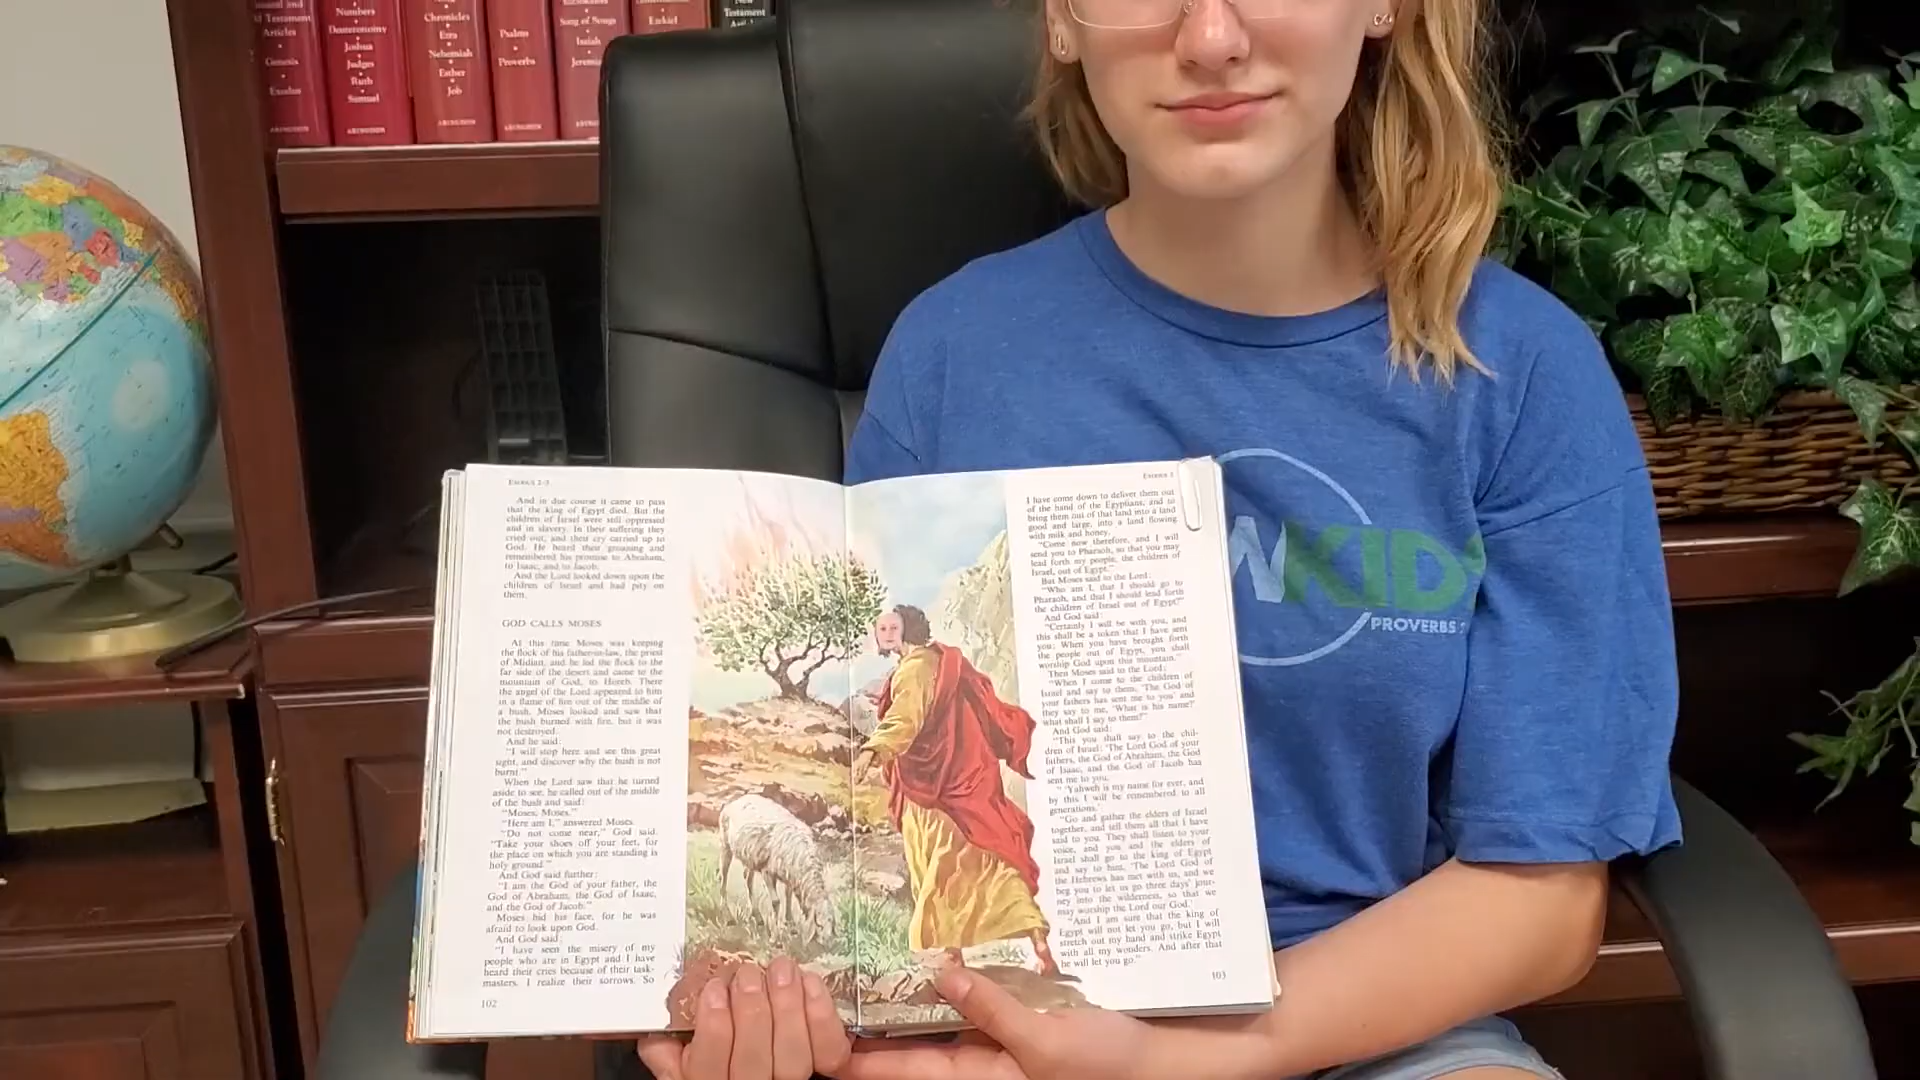 d Testament
Articles
Genesis
Exodus
Numbers
Deuteronomy
Joshua
Judges
Ruth
Samuel
ABINGDON
Chronicles
Ezra
Nehemiah
Esther
Job
ABINGDON
Psalms
Proverbs
ABINGDON
Song of Songs
Isaiah
Jeremia
ABINGDON
Ezekiel
New
Testament
KIDS
PROVERBS
EXODUS 2-3
And in due course it came to pass
that the king of Egypt died. But the
children of Israel were still oppressed
and in slavery. In their suffering they
cried out, and their cry carried up to
God. He heard their groaning and
remembered his promise to Abraham,
to Isaac, and to Jacob.
And the Lord looked down upon the
children of Israel and had pity on
them.
GOD CALLS MOSES
At this time Moses was keeping
the flock of his father-in-law, the priest
of Midian, and he led the flock to the
far side of the desert and came to the
mountain of God, to Horeb. There
the angel of the Lord appeared to him
in a flame of fire out of the middle of
a bush. Moses looked and saw that
the bush burned with fire, but it was
not destroyed.
And he said:
"I will stop here and see this great
sight, and discover why the bush is not
burnt."
When the Lord saw that he turned
aside to see, he called out of the middle
of the bush and said:
"Moses, Moses."
"Here am I," answered Moses.
"Do not come near," God said.
"Take your shoes off your feet, for
the place on which you are standing is
holy ground."
And God said further:
"I am the God of your father, the
God of Abraham, the God of Isaac,
and the God of Jacob."
Moses hid his face, for he was
afraid to look upon God.
And God said:
"I have seen the misery of my
people who are in Egypt and I have
heard their cries because of their task-
masters. I realize their sorrows. So
102
EXODUS 3
I have come down to deliver them out
of the hand of the Egyptians, and to
bring them out of that land into a land
good and large, into a land flowing
with milk and honey.
"Come now therefore, and I will
send you to Pharaoh, so that you may
lead forth my people, the children of
Israel, out of Egypt."
But Moses said to the Lord:
"Who am I, that I should go to
Pharaoh, and that I should lead forth
the children of Israel out of Egypt?"
And God said:
"Certainly I will be with you, and
this shall be a token that I have sent
you: When you have brought forth
the people out of Egypt, you shall
worship God upon this mountain."
Then Moses said to the Lord:
"When I come to the children of
Israel and say to them, 'The God of
your fathers has sent me to you' and
they say to me, 'What is his name?'
what shall I say to them?"
And God said:
"This you shall say to the chil-
dren of Israel: 'The Lord God of your
fathers, the God of Abraham, the God
of Isaac, and the God of Jacob has
sent me to you.
"'Yahweh is my name for ever, and
by this I will be remembered to all
generations.'
"Go and gather the elders of Israel
together, and tell them all that I have
said to you. They shall listen to your
voice, and you and the elders of
Israel shall go to the king of Egypt
and say to him, 'The Lord God of
the Hebrews has met with us, and we
beg you to let us go three days' jour-
ney into the wilderness, so that we
may worship the Lord our God.'
"And I am sure that the king of
Egypt will not let you go, but I will
stretch out my hand and strike Egypt
with all my wonders. And after that
he will let you go."
103